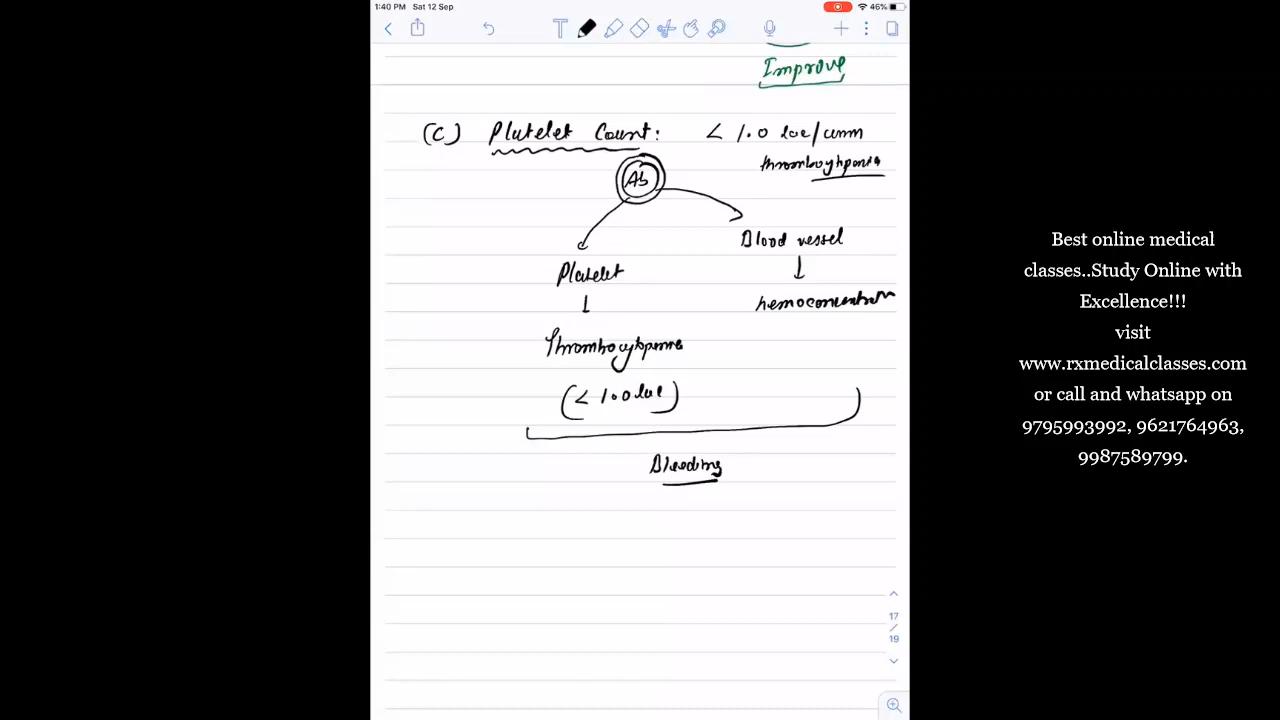 1:40 PM Sat 12 Sep
46%
Improve
(C) Platelet Count: < 1.0 lac/cumm
Thrombocytopenia
Ab
Blood vessel
Platelet
hemoconcentration
Thrombocytopenia
(< 1.0 lac)
Bleeding
17
/
19
Best online medical
classes..Study Online with
Excellence!!!
visit
www.rxmedicalclasses.com
or call and whatsapp on
9795993992, 9621764963,
9987589799.